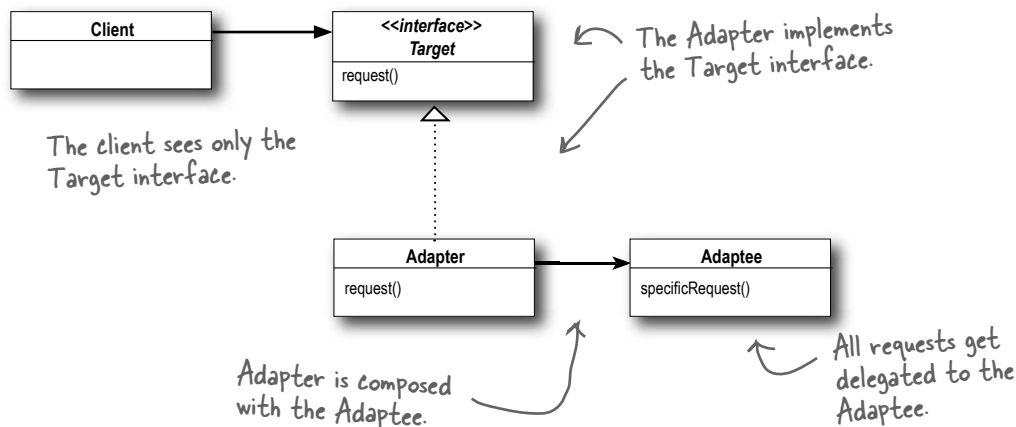 Client
<<interface>>
Target
request()
The Adapter implements
the Target interface.
The client sees only the
Target interface.
Adapter
request()
Adaptee
specificRequest()
Adapter is composed
with the Adaptee.
All requests get
delegated to the
Adaptee.